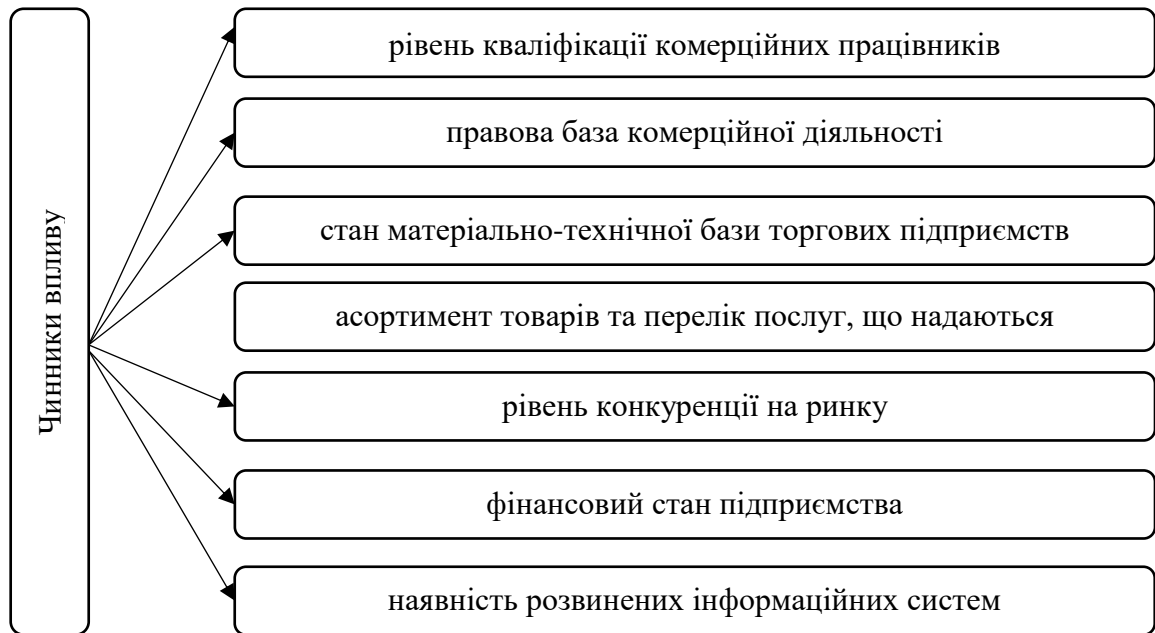 Чинники впливу
рівень кваліфікації комерційних працівників
правова база комерційної діяльності
стан матеріально-технічної бази торгових підприємств
асортимент товарів та перелік послуг, що надаються
рівень конкуренції на ринку
фінансовий стан підприємства
наявність розвинених інформаційних систем